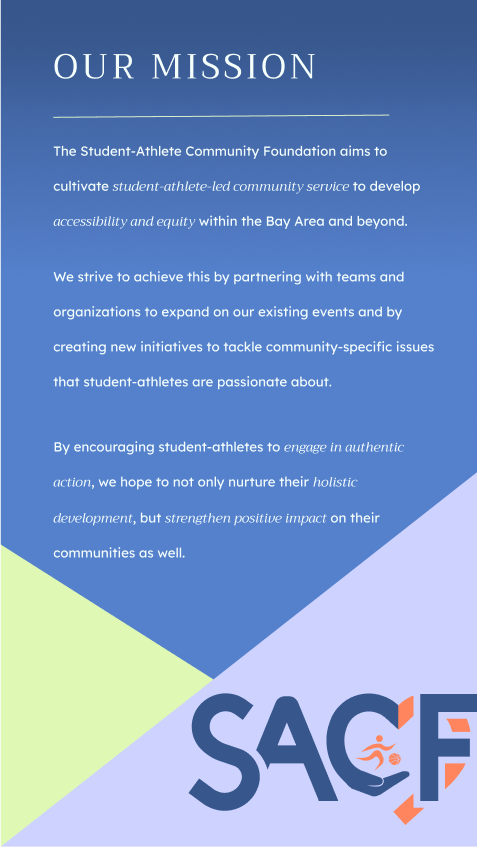 OUR MISSION
The Student-Athlete Community Foundation aims to
cultivate student-athlete-led community service to develop
accessibility and equity within the Bay Area and beyond.
We strive to achieve this by partnering with teams and
organizations to expand on our existing events and by
creating new initiatives to tackle community-specific issues
that student-athletes are passionate about.
By encouraging student-athletes to engage in authentic
action, we hope to not only nurture their holistic
development, but strengthen positive impact on their
communities as well.
SACF